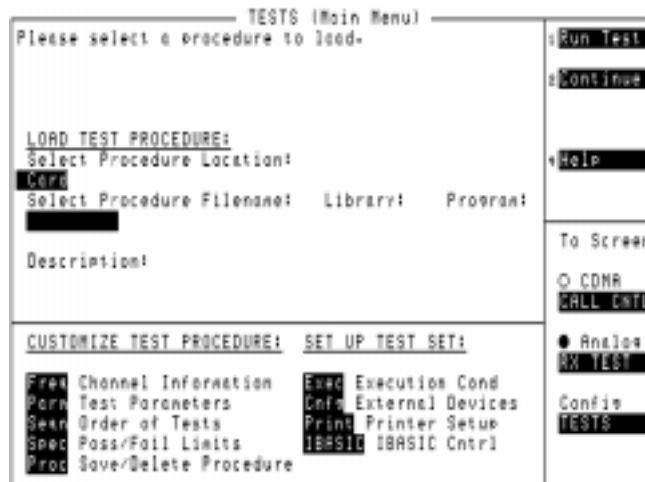 TESTS (Main Menu)
Please select a procedure to load.
1 Run Test
2 Continue
LOAD TEST PROCEDURE:
Select Procedure Location:
Card
4 Help
Select Procedure Filename: Library: Program:
To Screen
Description:
CDMA
CALL CNTL
CUSTOMIZE TEST PROCEDURE: SET UP TEST SET:
Analog
RX TEST
Freq Channel Information Exec Execution Cond
Parm Test Parameters Cnfg External Devices
Config
Seqn Order of Tests Print Printer Setup
TESTS
Spec Pass/Fail Limits IBASIC IBASIC Cntrl
Proc Save/Delete Procedure